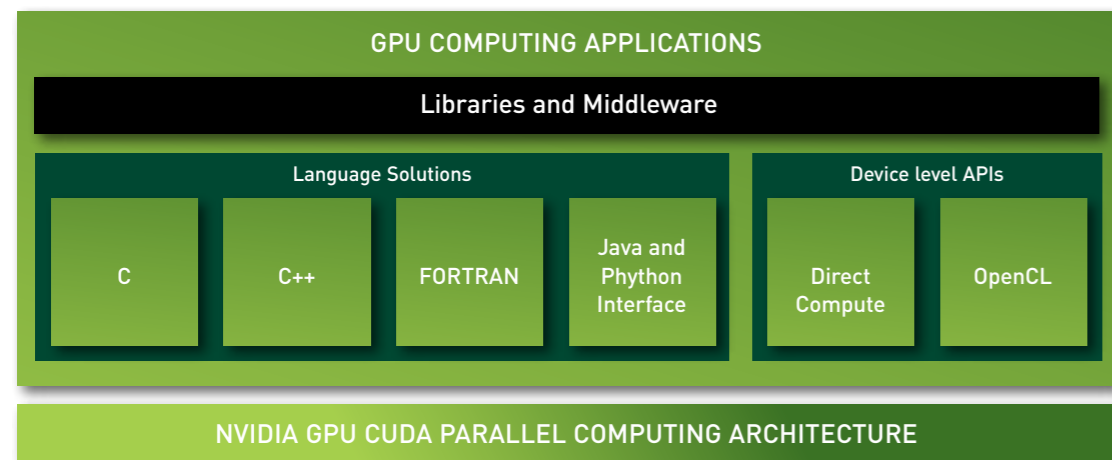 GPU COMPUTING APPLICATIONS
Libraries and Middleware
Language Solutions
C
C++
FORTRAN
Java and
Phython
Interface
Device level APIs
Direct
Compute
OpenCL
NVIDIA GPU CUDA PARALLEL COMPUTING ARCHITECTURE